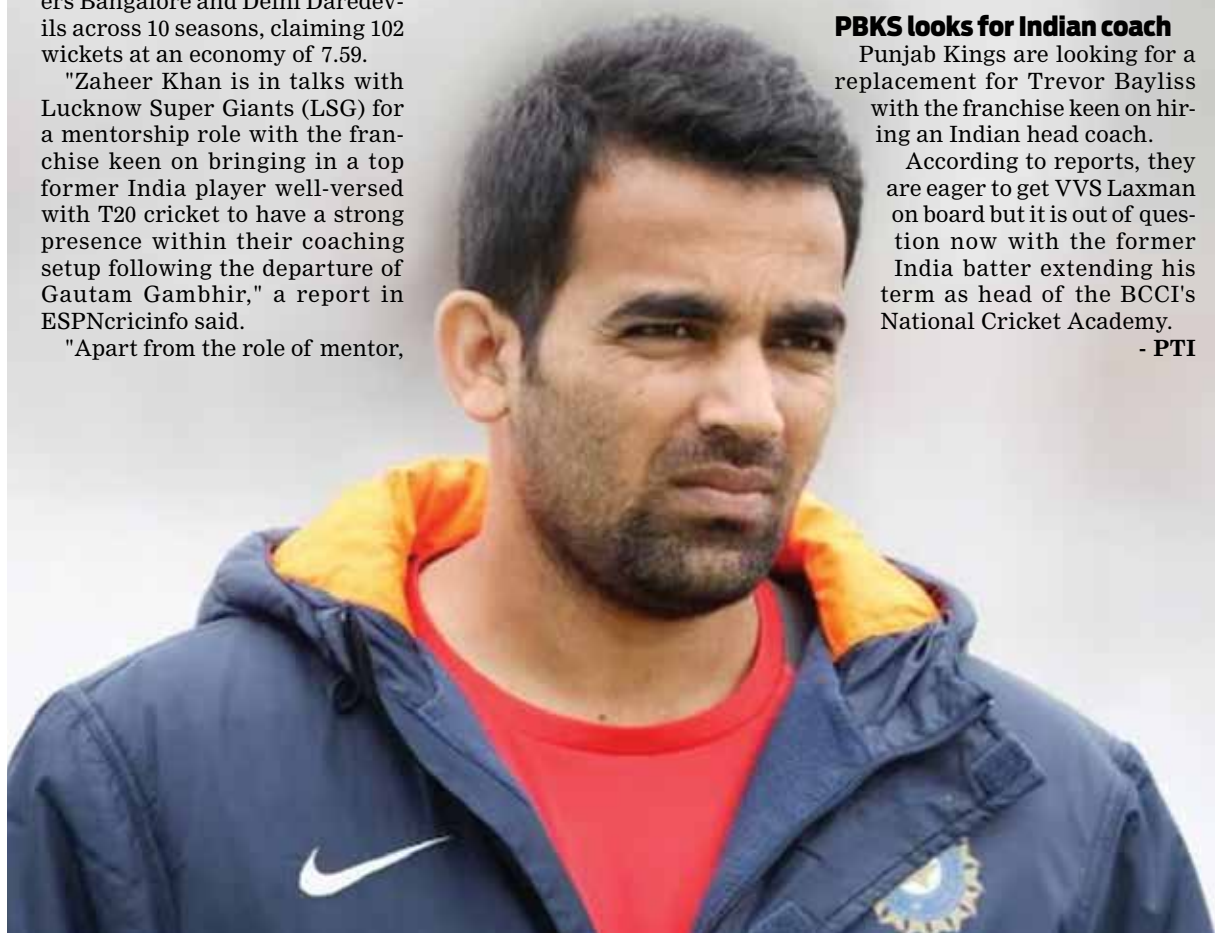 ers Bangalore and Delhi Daredev-
ils across 10 seasons, claiming 102
wickets at an economy of 7.59.
"Zaheer Khan is in talks with
Lucknow Super Giants (LSG) for
a mentorship role with the fran-
chise keen on bringing in a top
former India player well-versed
with T20 cricket to have a strong
presence within their coaching
setup following the departure of
Gautam Gambhir," a report in
ESPNcricinfo said.
"Apart from the role of mentor,
PBKS looks for Indian coach
Punjab Kings are looking for a
replacement for Trevor Bayliss
with the franchise keen on hir-
ing an Indian head coach.
According to reports, they
are eager to get VVS Laxman
on board but it is out of ques-
tion now with the former
India batter extending his
term as head of the BCCI's
National Cricket Academy.
- PTI